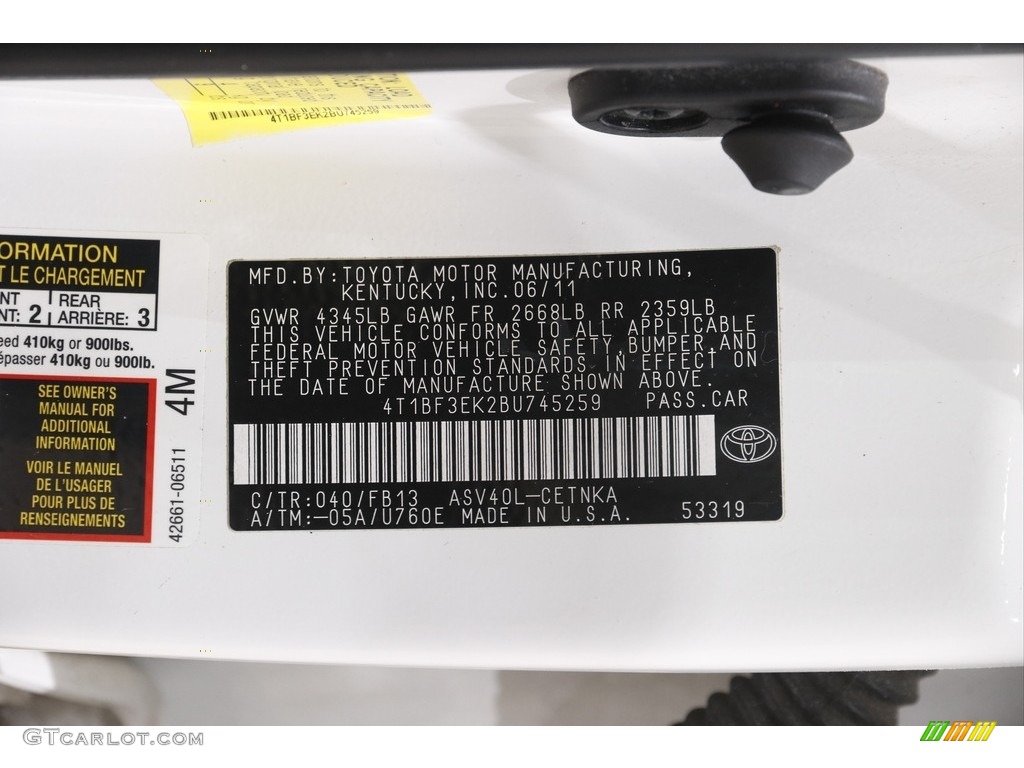 4T1BF3EK2BU745259
ORMATION
T LE CHARGEMENT
NT
NT: 2
REAR
ARRIÈRE: 3
eed 410kg or 900lbs.
épasser 410kg ou 900lb.
SEE OWNER'S
MANUAL FOR
ADDITIONAL
INFORMATION
VOIR LE MANUEL
DE L'USAGER
POUR PLUS DE
RENSEIGNEMENTS
4M
42661-06511
MFD. BY: TOYOTA MOTOR MANUFACTURING,
KENTUCKY, INC. 06/11
GVWR 4345LB GAWR FR 2668LB RR 2359LB
THIS VEHICLE CONFORMS TO ALL APPLICABLE
FEDERAL MOTOR VEHICLE SAFETY, BUMPER, AND
THEFT PREVENTION STANDARDS IN EFFECT ON
THE DATE OF MANUFACTURE SHOWN ABOVE.
4T1BF3EK2BU745259 PASS. CAR
C/TR: 040/FB13 ASV40L-CETNKA
A/TM: -05A/U760E MADE IN U.S.A. 53319
GTCarlot.com